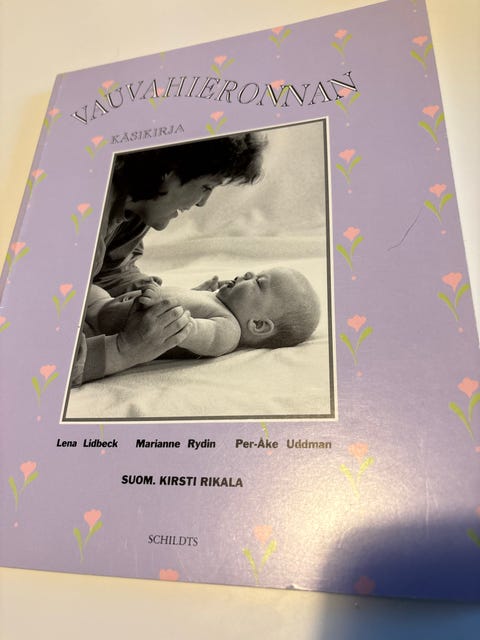 VAUVAHIERONNAN
KÄSIKIRJA
Lena Lidbeck Marianne Rydin Per-Åke Uddman
SUOM. KIRSTI RIKALA
SCHILDTS